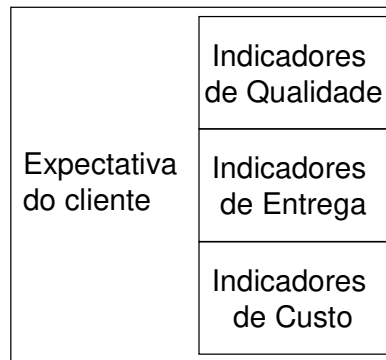 Indicadores
de Qualidade
Expectativa
do cliente
Indicadores
de Entrega
Indicadores
de Custo